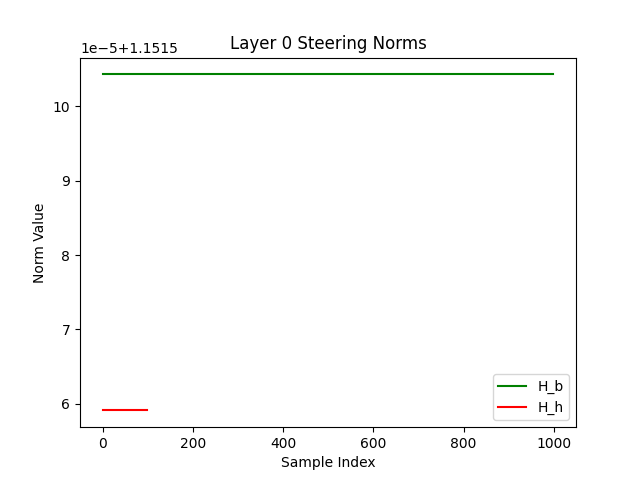 Layer 0 Steering Norms
1e−5+1.1515
10
9
8
7
6
Norm Value
0
200
400
600
800
1000
Sample Index
H_b
H_h